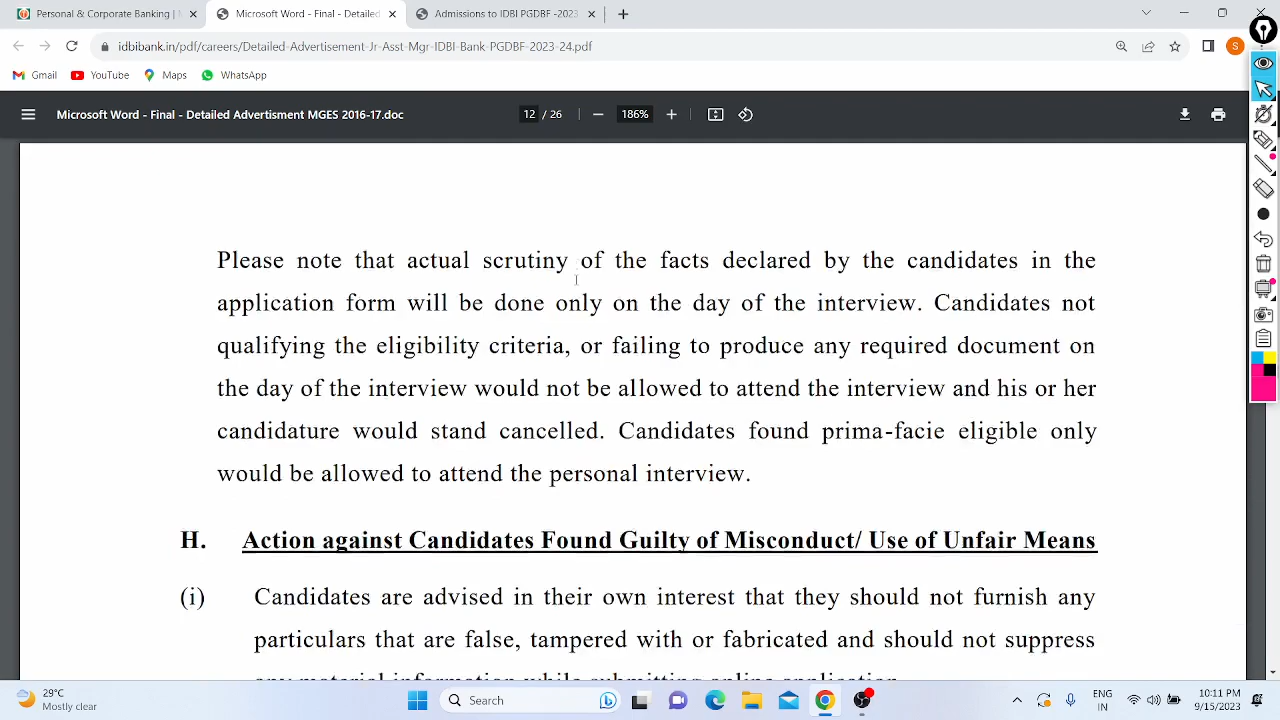 Personal & Corporate Banking |
Microsoft Word - Final - Detailed
Admissions to IDBI PGDBF -2023
idbibank.in/pdf/careers/Detailed-Advertisement-Jr-Asst-Mgr-IDBI-Bank-PGDBF-2023-24.pdf
S
Gmail
YouTube
Maps
WhatsApp
Microsoft Word - Final - Detailed Advertisment MGES 2016-17.doc
12 / 26
186%
Please note that actual scrutiny of the facts declared by the candidates in the
application form will be done only on the day of the interview. Candidates not
qualifying the eligibility criteria, or failing to produce any required document on
the day of the interview would not be allowed to attend the interview and his or her
candidature would stand cancelled. Candidates found prima-facie eligible only
would be allowed to attend the personal interview.
H. Action against Candidates Found Guilty of Misconduct/ Use of Unfair Means
(i) Candidates are advised in their own interest that they should not furnish any
particulars that are false, tampered with or fabricated and should not suppress
any material information while submitting online application
29°C
Mostly clear
Search
ENG
IN
10:11 PM
9/15/2023